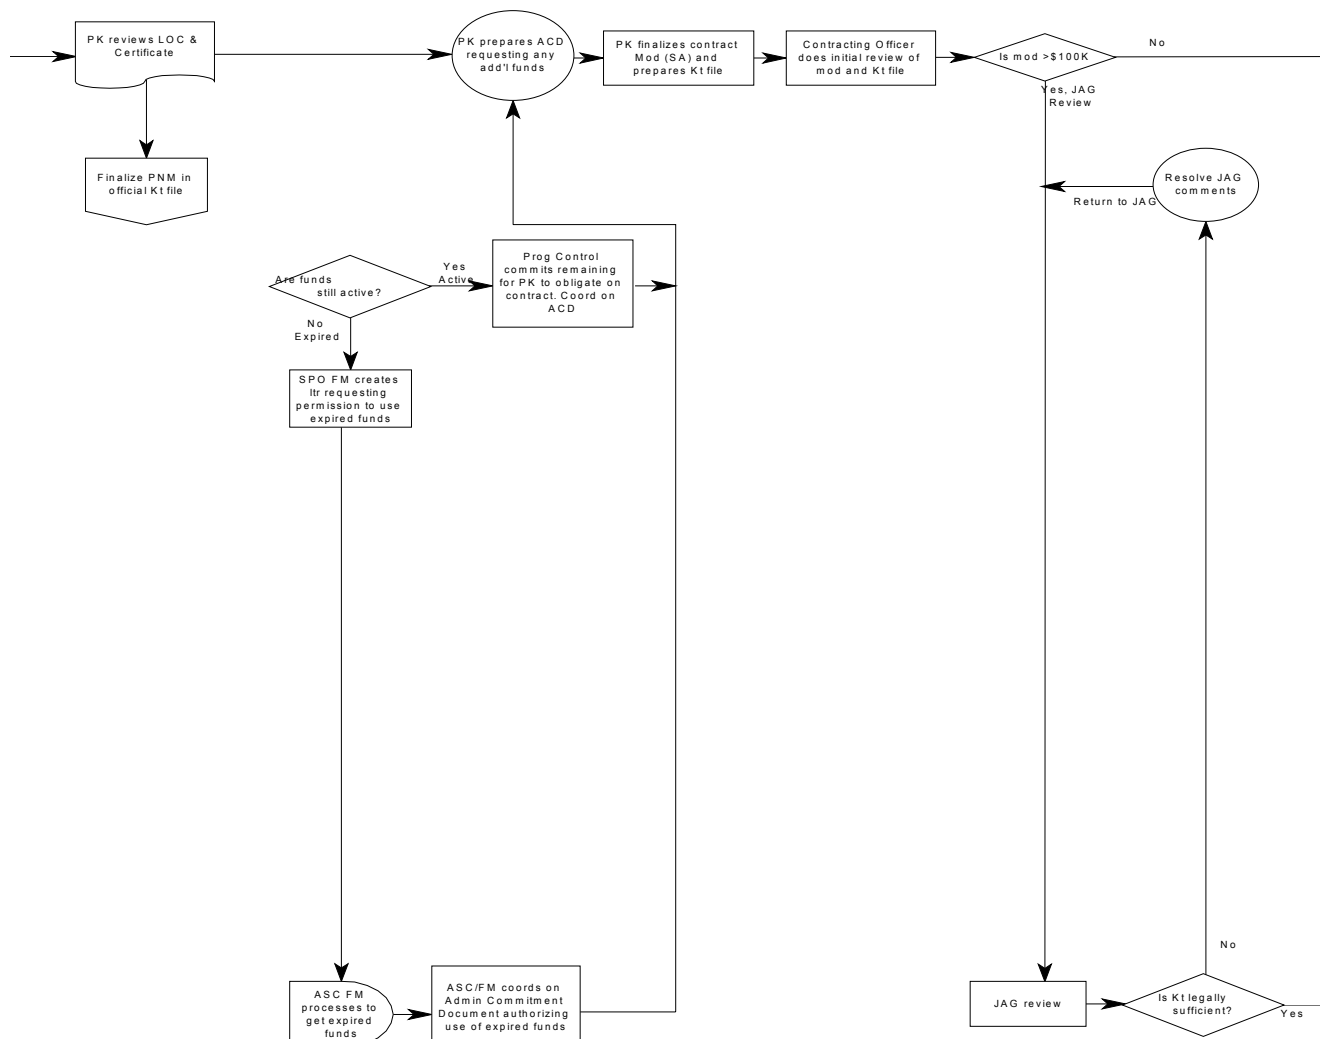 PK reviews LOC &
Certificate
PK prepares ACD
requesting any
add'l funds
PK finalizes contract
Mod (SA) and
prepares Kt file
Contracting Officer
does initial review of
mod and Kt file
Is mod >$100K
No
Yes, JAG
Review
Finalize PNM in
official Kt file
Resolve JAG
comments
Return to JAG
Are funds
still active?
Yes
Active
Prog Control
commits remaining
for PK to obligate on
contract. Coord on
ACD
No
Expired
SPO FM creates
ltr requesting
permission to use
expired funds
ASC FM
processes to
get expired
funds
ASC/FM coords on
Admin Commitment
Document authorizing
use of expired funds
JAG review
Is Kt legally
sufficient?
No
Yes